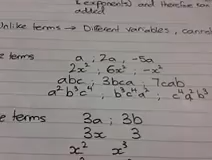 & exponents) and therefore can
added
Unlike terms → Different variables, cannot
e terms a, 2a, -5a
2x², 6x², -x²
abc, 3bca, 7cab
a²b³c⁴, b³c⁴a², c⁴a²b³
e terms 3a ; 3b
3x 3
x² x³